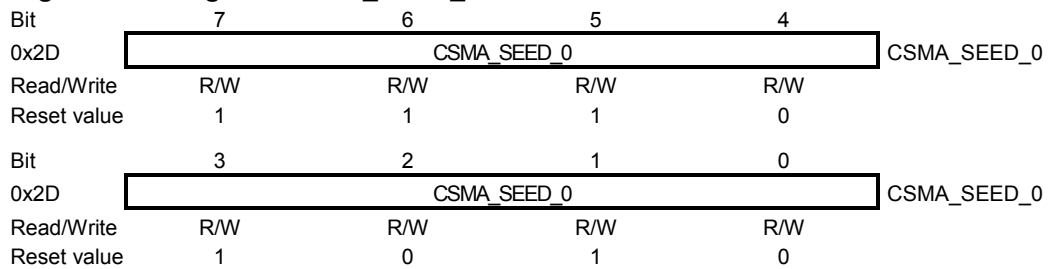 Bit 7 6 5 4
0x2D CSMA_SEED_0 CSMA_SEED_0
Read/Write R/W R/W R/W R/W
Reset value 1 1 1 0
Bit 3 2 1 0
0x2D CSMA_SEED_0 CSMA_SEED_0
Read/Write R/W R/W R/W R/W
Reset value 1 0 1 0